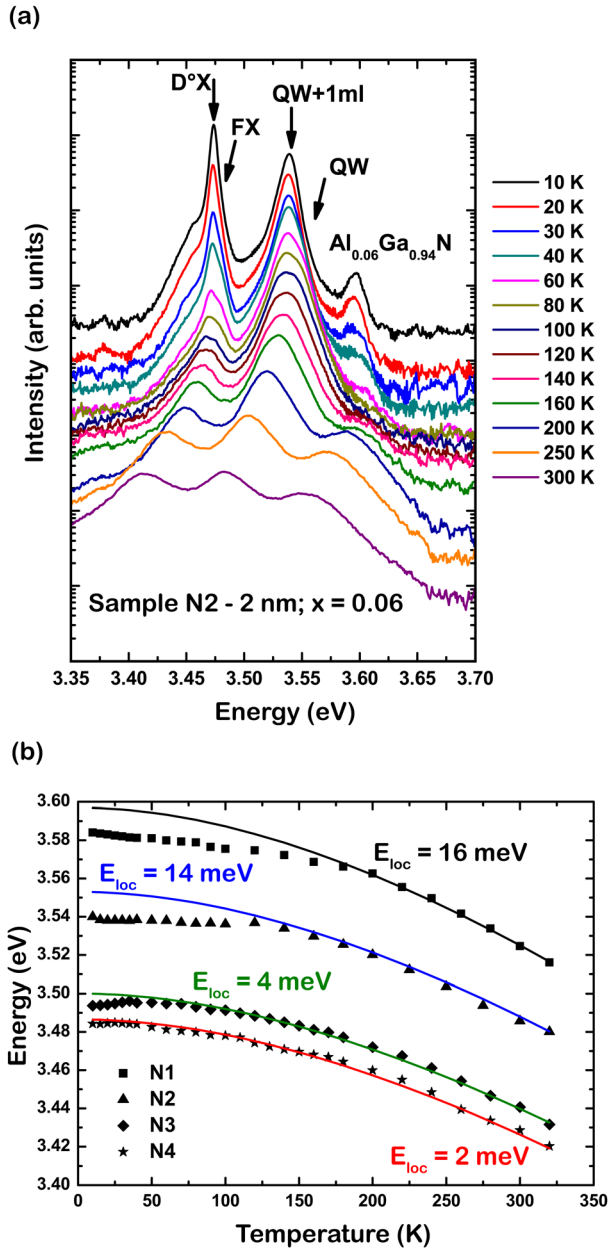 (a)
D°X
QW+1ml
FX
QW
Al0.06Ga0.94N
10 K
20 K
30 K
40 K
60 K
80 K
100 K
120 K
140 K
160 K
200 K
250 K
300 K
Intensity (arb. units)
Sample N2 - 2 nm; x = 0.06
3.35 3.40 3.45 3.50 3.55 3.60 3.65 3.70
Energy (eV)
(b)
3.60
3.58
3.56
3.54
3.52
3.50
3.48
3.46
3.44
3.42
3.40
Energy (eV)
Eloc = 16 meV
Eloc = 14 meV
Eloc = 4 meV
Eloc = 2 meV
N1
N2
N3
N4
0 50 100 150 200 250 300 350
Temperature (K)